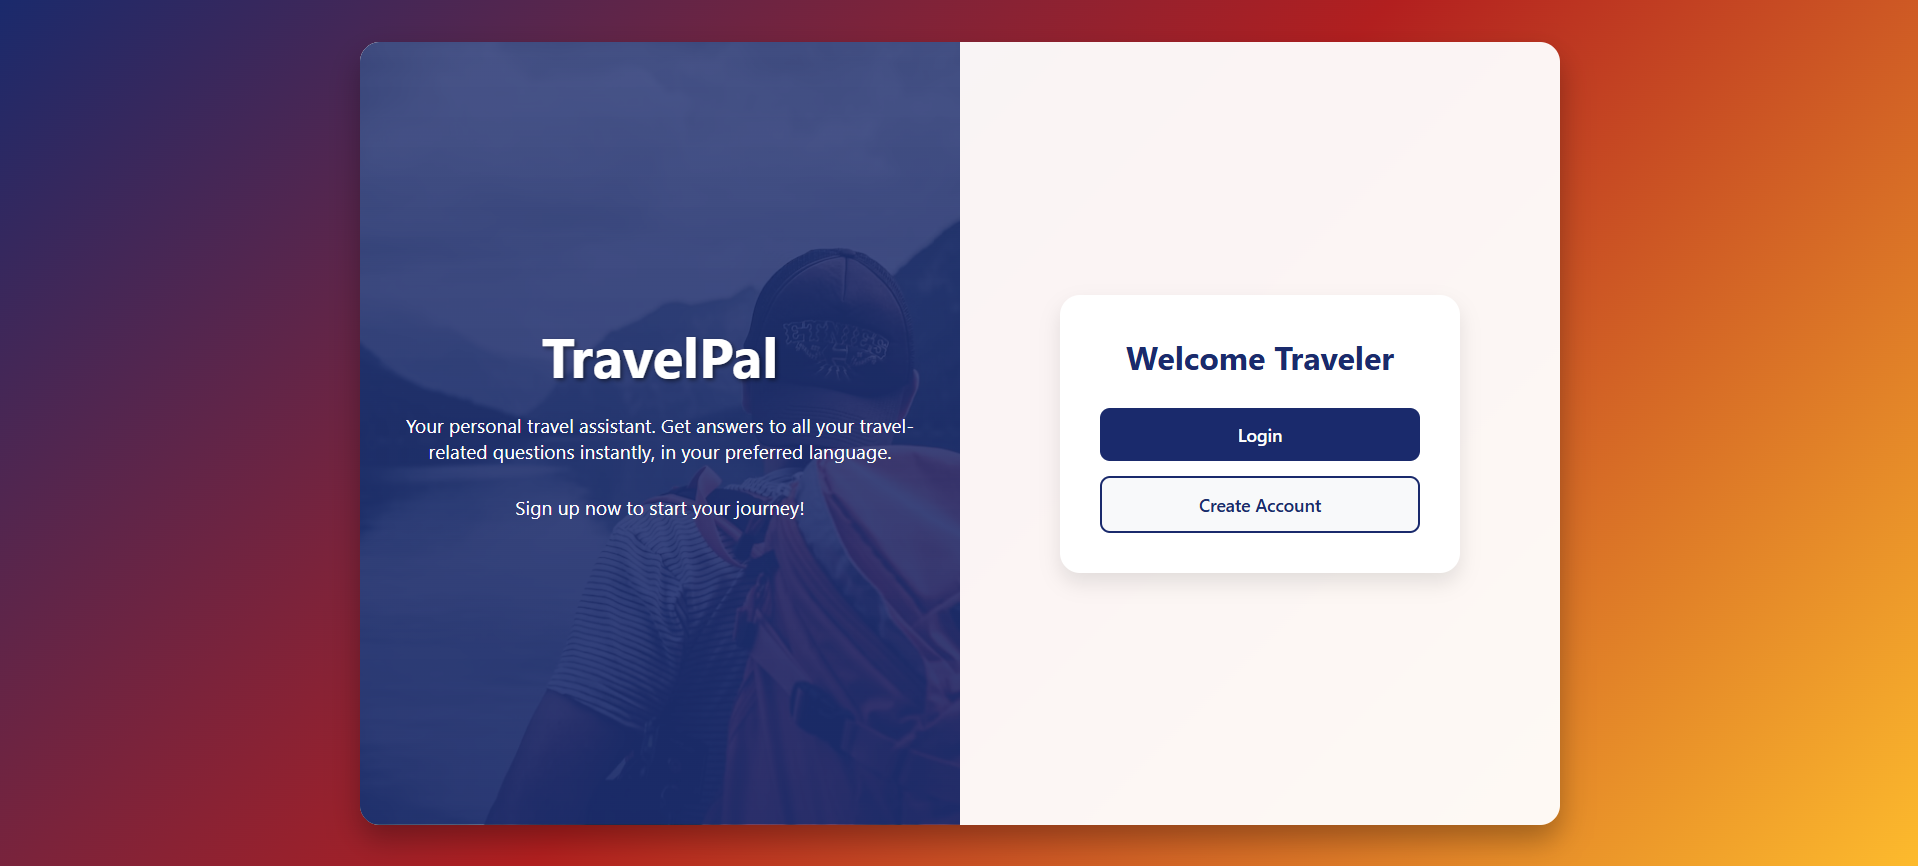 TravelPal
Your personal travel assistant. Get answers to all your travel-
related questions instantly, in your preferred language.
Sign up now to start your journey!
Welcome Traveler
Login
Create Account